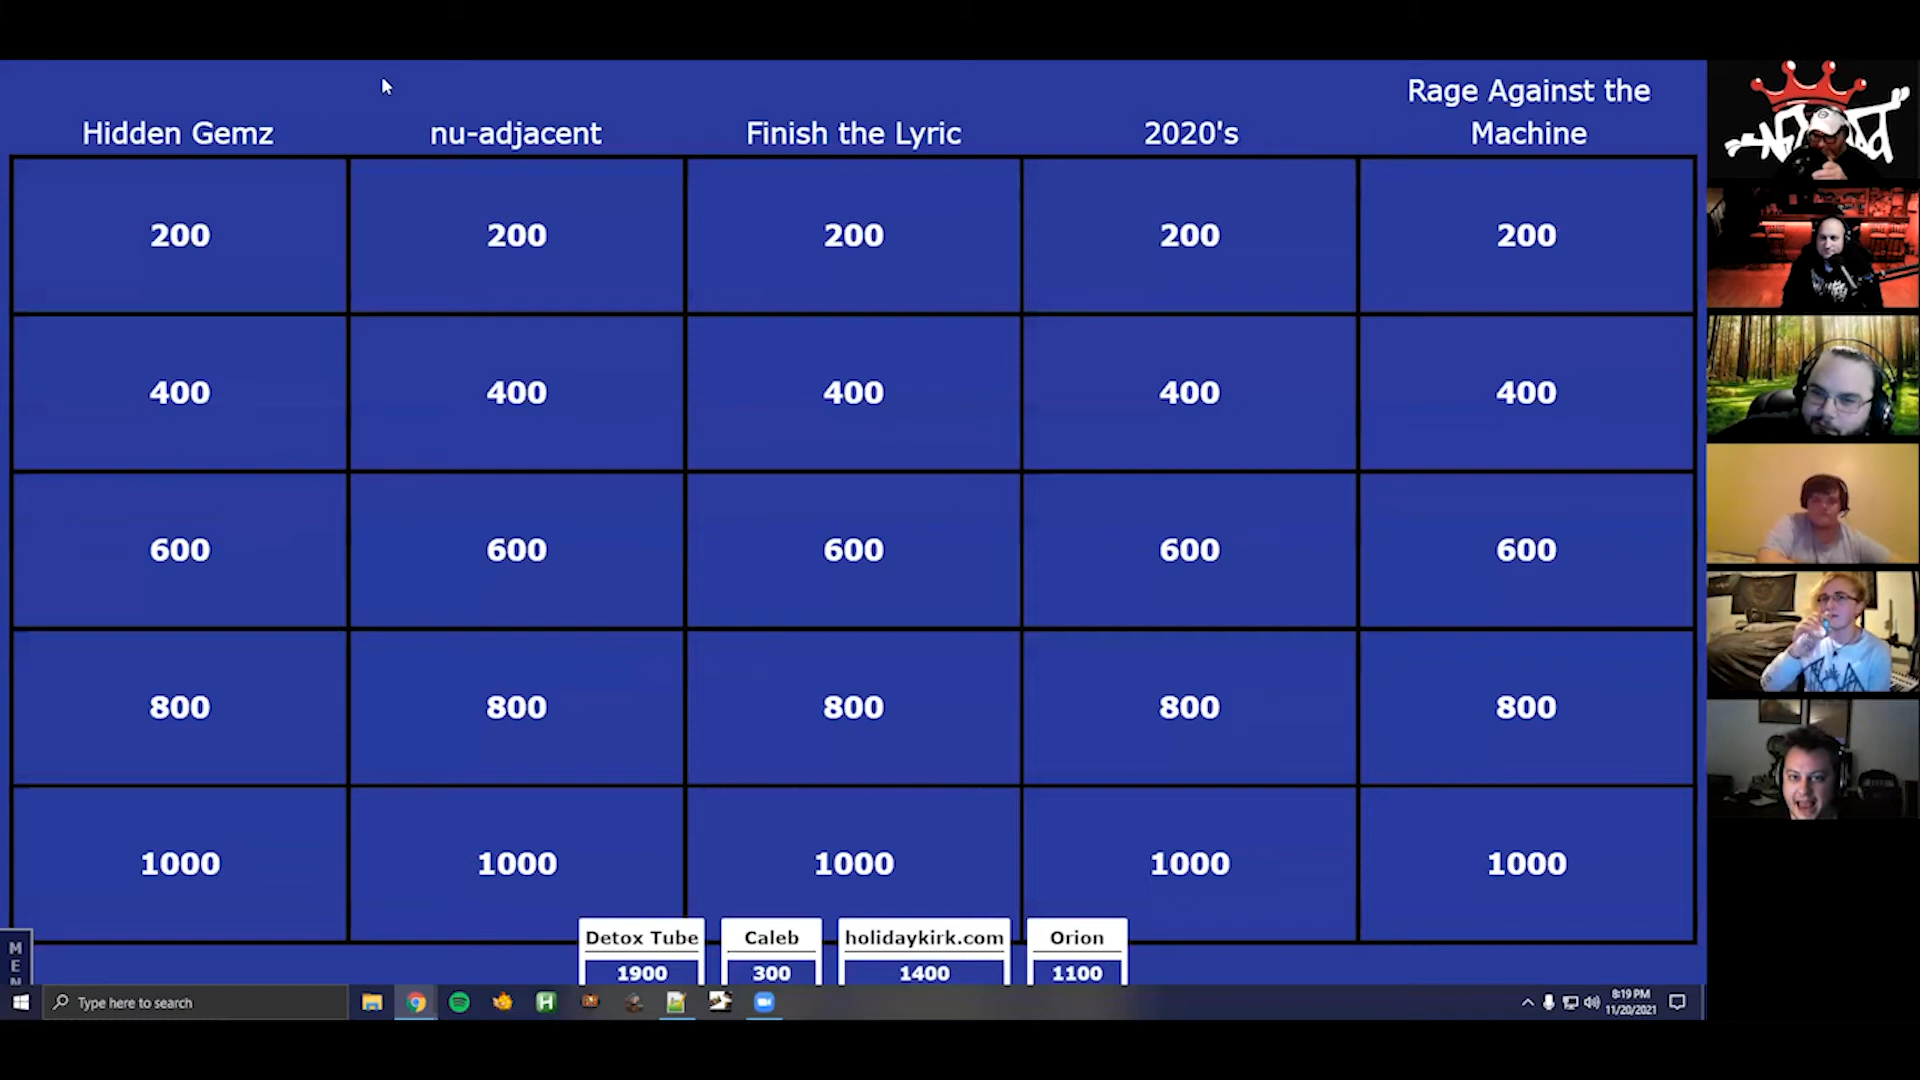 Rage Against the
Hidden Gemz nu-adjacent Finish the Lyric 2020's Machine
200 200 200 200 200
400 400 400 400 400
600 600 600 600 600
800 800 800 800 800
1000 1000 1000 1000 1000
Detox Tube Caleb holidaykirk.com Orion
1900 300 1400 1100
M
E
N
Type here to search
8:19 PM
11/20/2021